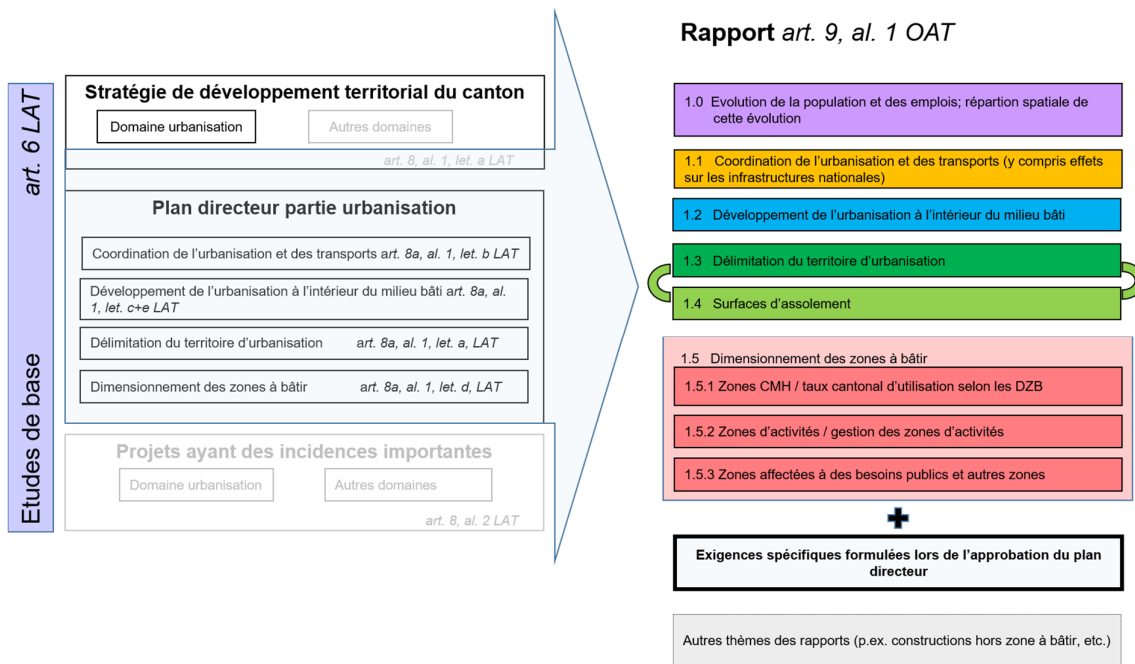 Etudes de base
art. 6 LAT
Stratégie de développement territorial du canton
Domaine urbanisation
Autres domaines
art. 8, al. 1, let. a LAT
Plan directeur partie urbanisation
Coordination de l'urbanisation et des transports art. 8a, al. 1, let. b LAT
Développement de l'urbanisation à l'intérieur du milieu bâti art. 8a, al.
1, let. c+e LAT
Délimitation du territoire d'urbanisation art. 8a, al. 1, let. a, LAT
Dimensionnement des zones à bâtir art. 8a, al. 1, let. d, LAT
Projets ayant des incidences importantes
Domaine urbanisation
Autres domaines
art. 8, al. 2 LAT
Rapport art. 9, al. 1 OAT
1.0 Evolution de la population et des emplois; répartion spatiale de
cette évolution
1.1 Coordination de l'urbanisation et des transports (y compris effets
sur les infrastructures nationales)
1.2 Développement de l'urbanisation à l'intérieur du milieu bâti
1.3 Délimitation du territoire d'urbanisation
1.4 Surfaces d'assolement
1.5 Dimensionnement des zones à bâtir
1.5.1 Zones CMH / taux cantonal d'utilisation selon les DZB
1.5.2 Zones d'activités / gestion des zones d'activités
1.5.3 Zones affectées à des besoins publics et autres zones
+
Exigences spécifiques formulées lors de l'approbation du plan
directeur
Autres thèmes des rapports (p.ex. constructions hors zone à bâtir, etc.)